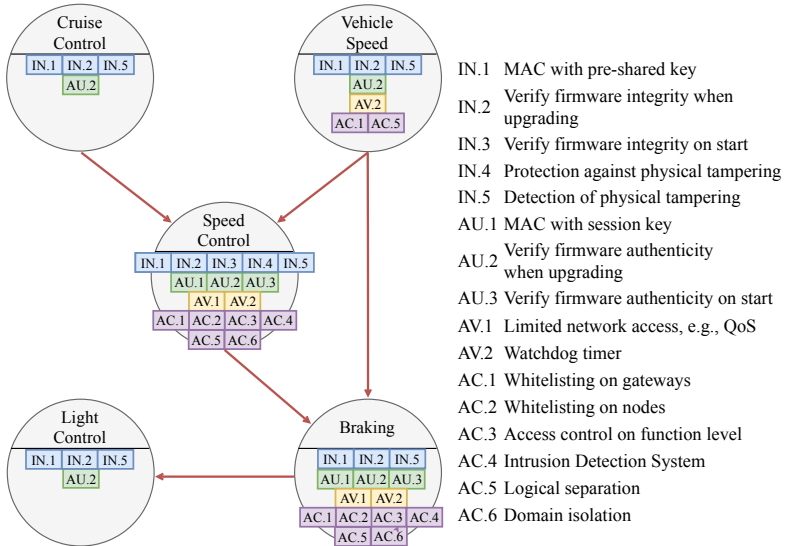 Cruise
Control
IN.1 IN.2 IN.5
AU.2
Vehicle
Speed
IN.1 IN.2 IN.5
AU.2
AV.2
AC.1 AC.5
Speed
Control
IN.1 IN.2 IN.3 IN.4 IN.5
AU.1 AU.2 AU.3
AV.1 AV.2
AC.1 AC.2 AC.3 AC.4
AC.5 AC.6
Light
Control
IN.1 IN.2 IN.5
AU.2
Braking
IN.1 IN.2 IN.5
AU.1 AU.2 AU.3
AV.1 AV.2
AC.1 AC.2 AC.3 AC.4
AC.5 AC.6
IN.1 MAC with pre-shared key
IN.2 Verify firmware integrity when
upgrading
IN.3 Verify firmware integrity on start
IN.4 Protection against physical tampering
IN.5 Detection of physical tampering
AU.1 MAC with session key
AU.2 Verify firmware authenticity
when upgrading
AU.3 Verify firmware authenticity on start
AV.1 Limited network access, e.g., QoS
AV.2 Watchdog timer
AC.1 Whitelisting on gateways
AC.2 Whitelisting on nodes
AC.3 Access control on function level
AC.4 Intrusion Detection System
AC.5 Logical separation
AC.6 Domain isolation